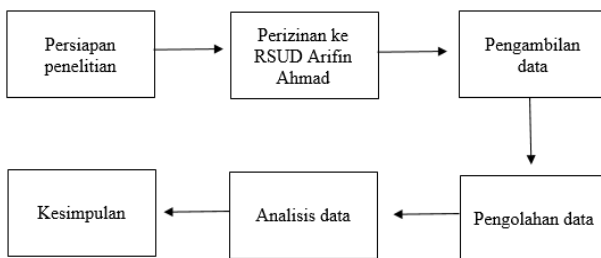 Persiapan
penelitian
Perizinan ke
RSUD Arifin
Ahmad
Pengambilan
data
Pengolahan data
Analisis data
Kesimpulan